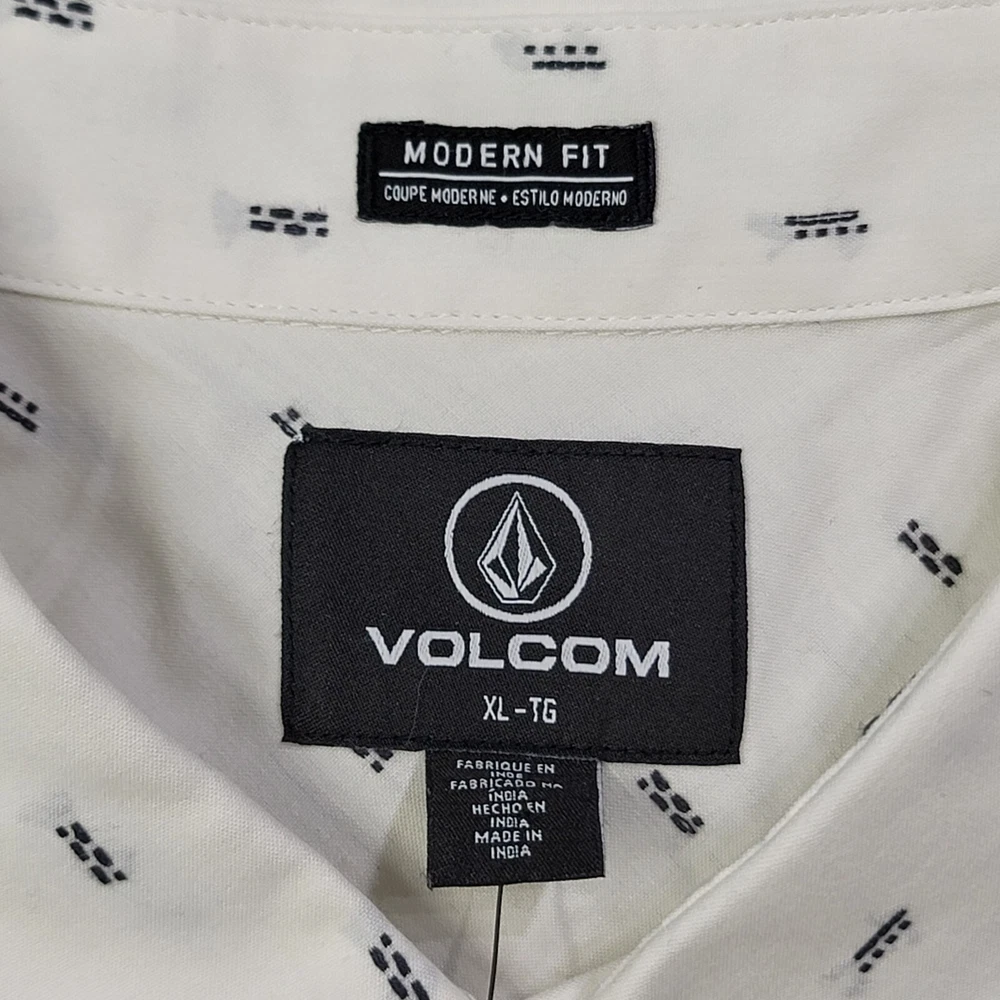 MODERN FIT
COUPE MODERNE • ESTILO MODERNO
VOLCOM
XL-TG
FABRIQUE EN
INDE
FABRICADO NA
ÍNDIA
HECHO EN
INDIA
MADE IN
INDIA